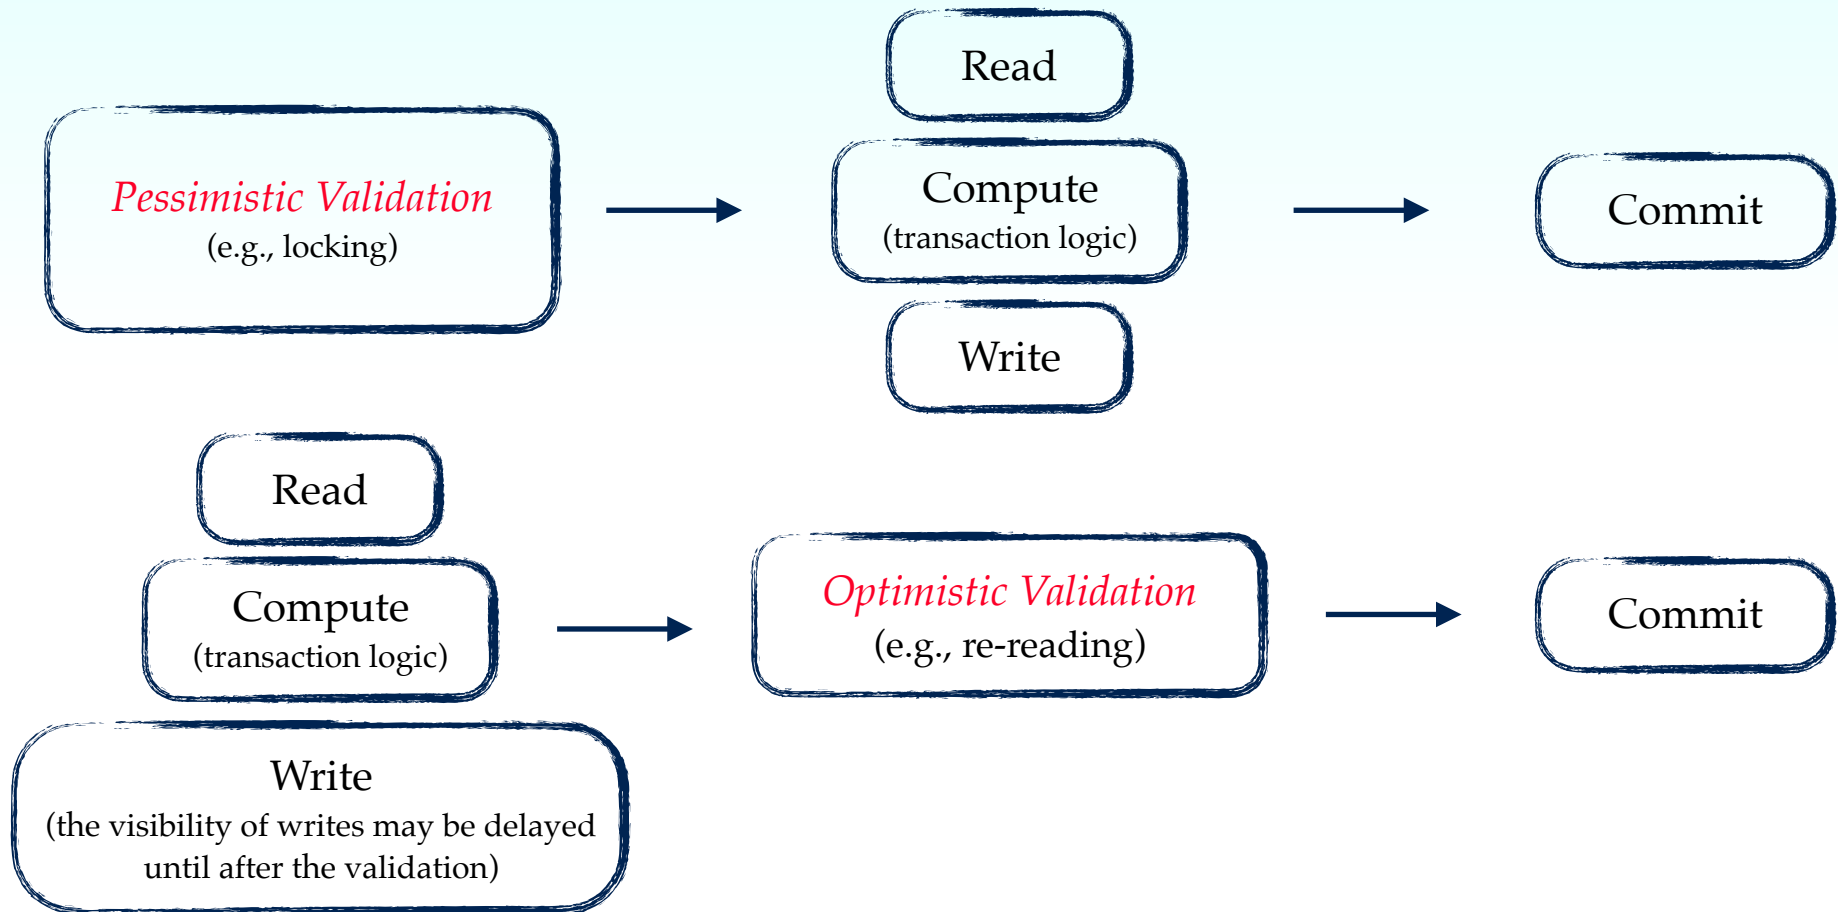 Pessimistic Validation
(e.g., locking)
Read
Compute
(transaction logic)
Write
Commit
Read
Compute
(transaction logic)
Write
(the visibility of writes may be delayed
until after the validation)
Optimistic Validation
(e.g., re-reading)
Commit